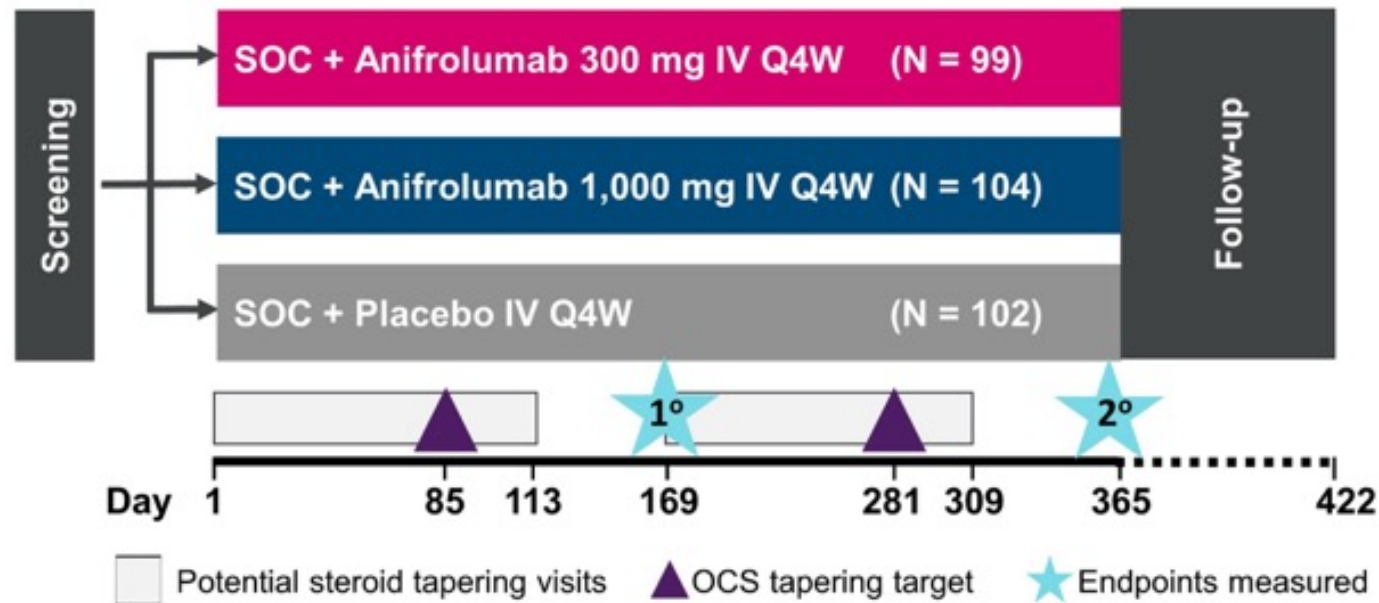 Screening
SOC + Anifrolumab 300 mg IV Q4W (N = 99)
SOC + Anifrolumab 1,000 mg IV Q4W (N = 104)
SOC + Placebo IV Q4W (N = 102)
Follow-up
1º 2º
Day 1 85 113 169 281 309 365 422
Potential steroid tapering visits OCS tapering target Endpoints measured